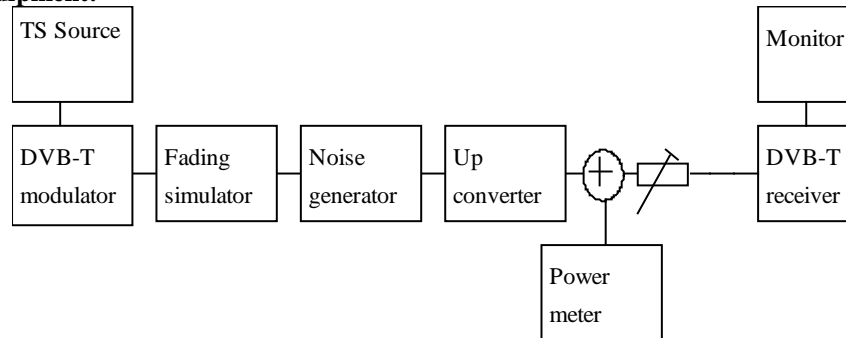 TS Source
Monitor
DVB-T
modulator
Fading
simulator
Noise
generator
Up
converter
DVB-T
receiver
Power
meter